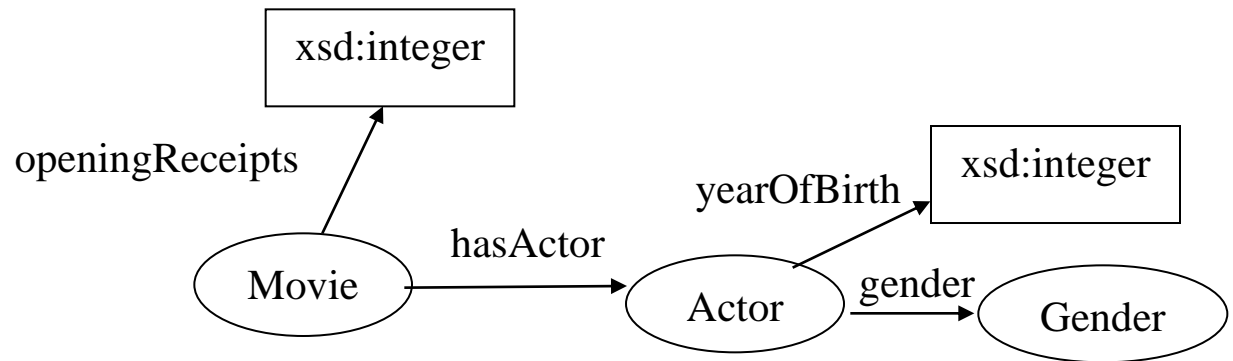 xsd:integer
openingReceipts
xsd:integer
yearOfBirth
hasActor
Movie
Actor
gender
Gender